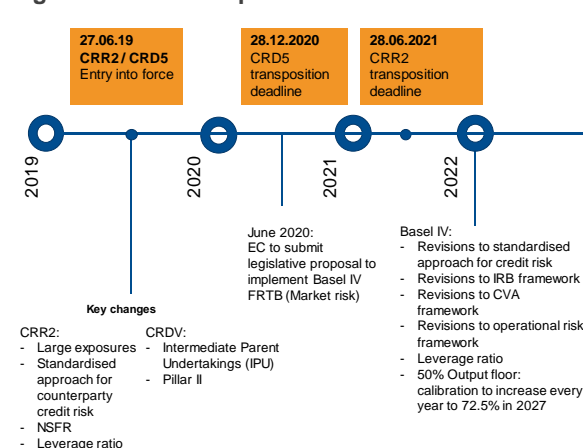 27.06.19
CRR2 / CRD5
Entry into force
28.12.2020
CRD5
transposition
deadline
28.06.2021
CRR2
transposition
deadline
2019
2020
2021
2022
June 2020:
EC to submit
legislative proposal to
implement Basel IV
FRTB (Market risk)
Basel IV:
- Revisions to standardised
approach for credit risk
- Revisions to IRB framework
- Revisions to CVA
framework
- Revisions to operational risk
framework
- Leverage ratio
- 50% Output floor:
calibration to increase every
year to 72.5% in 2027
Key changes
CRR2:
- Large exposures
- Standardised
approach for
counterparty
credit risk
- NSFR
- Leverage ratio
CRDV:
- Intermediate Parent
Undertakings (IPU)
- Pillar II